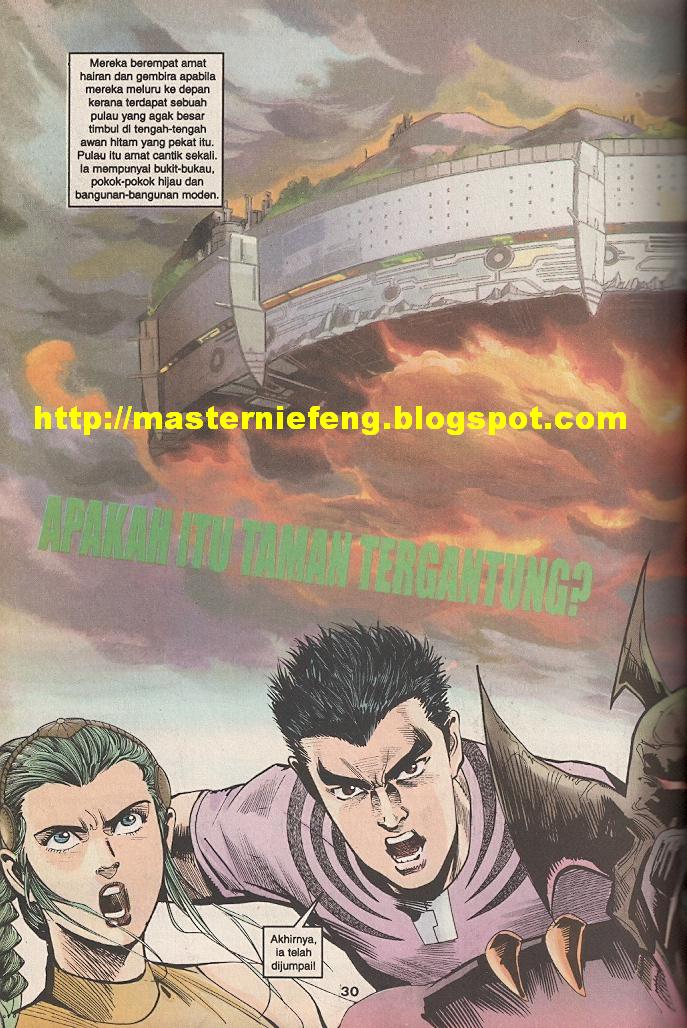 Mereka berempat amat
hairan dan gembira apabila
mereka meluru ke depan
kerana terdapat sebuah
pulau yang agak besar
timbul di tengah-tengah
awan hitam yang pekat itu.
Pulau itu amat cantik sekali.
Ia mempunyai bukit-bukau,
pokok-pokok hijau dan
bangunan-bangunan moden.
http://masterniefeng.blogspot.com
APAKAH ITU TAMAN TERGANTUNG?
Akhirnya,
ia telah
dijumpai!
30